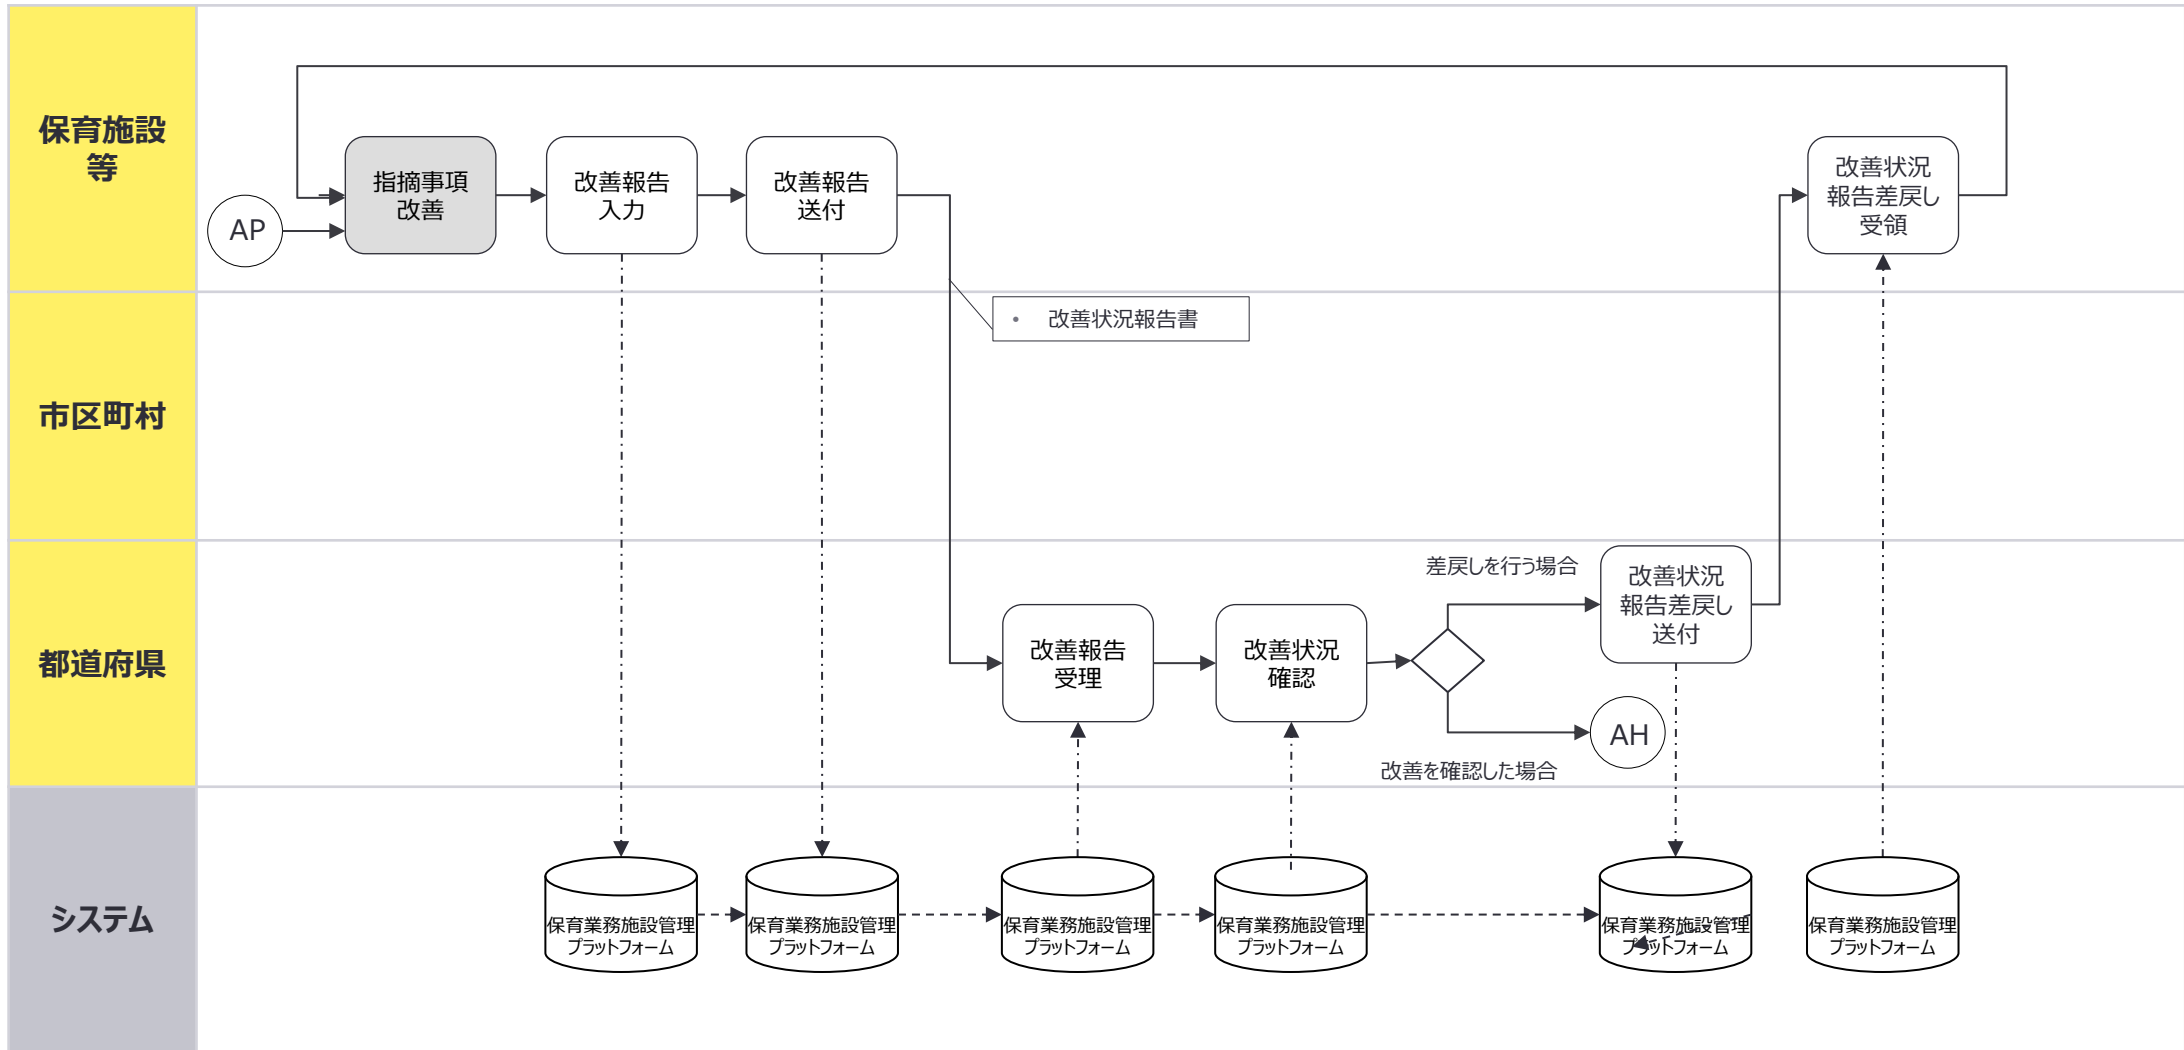 保育施設
等
AP
指摘事項
改善
改善報告
入力
改善報告
送付
改善状況
報告差戻し
受領
• 改善状況報告書
市区町村
都道府県
改善報告
受理
改善状況
確認
差戻しを行う場合
改善状況
報告差戻し
送付
AH
改善を確認した場合
システム
保育業務施設管理
プラットフォーム
保育業務施設管理
プラットフォーム
保育業務施設管理
プラットフォーム
保育業務施設管理
プラットフォーム
保育業務施設管理
プラットフォーム
保育業務施設管理
プラットフォーム